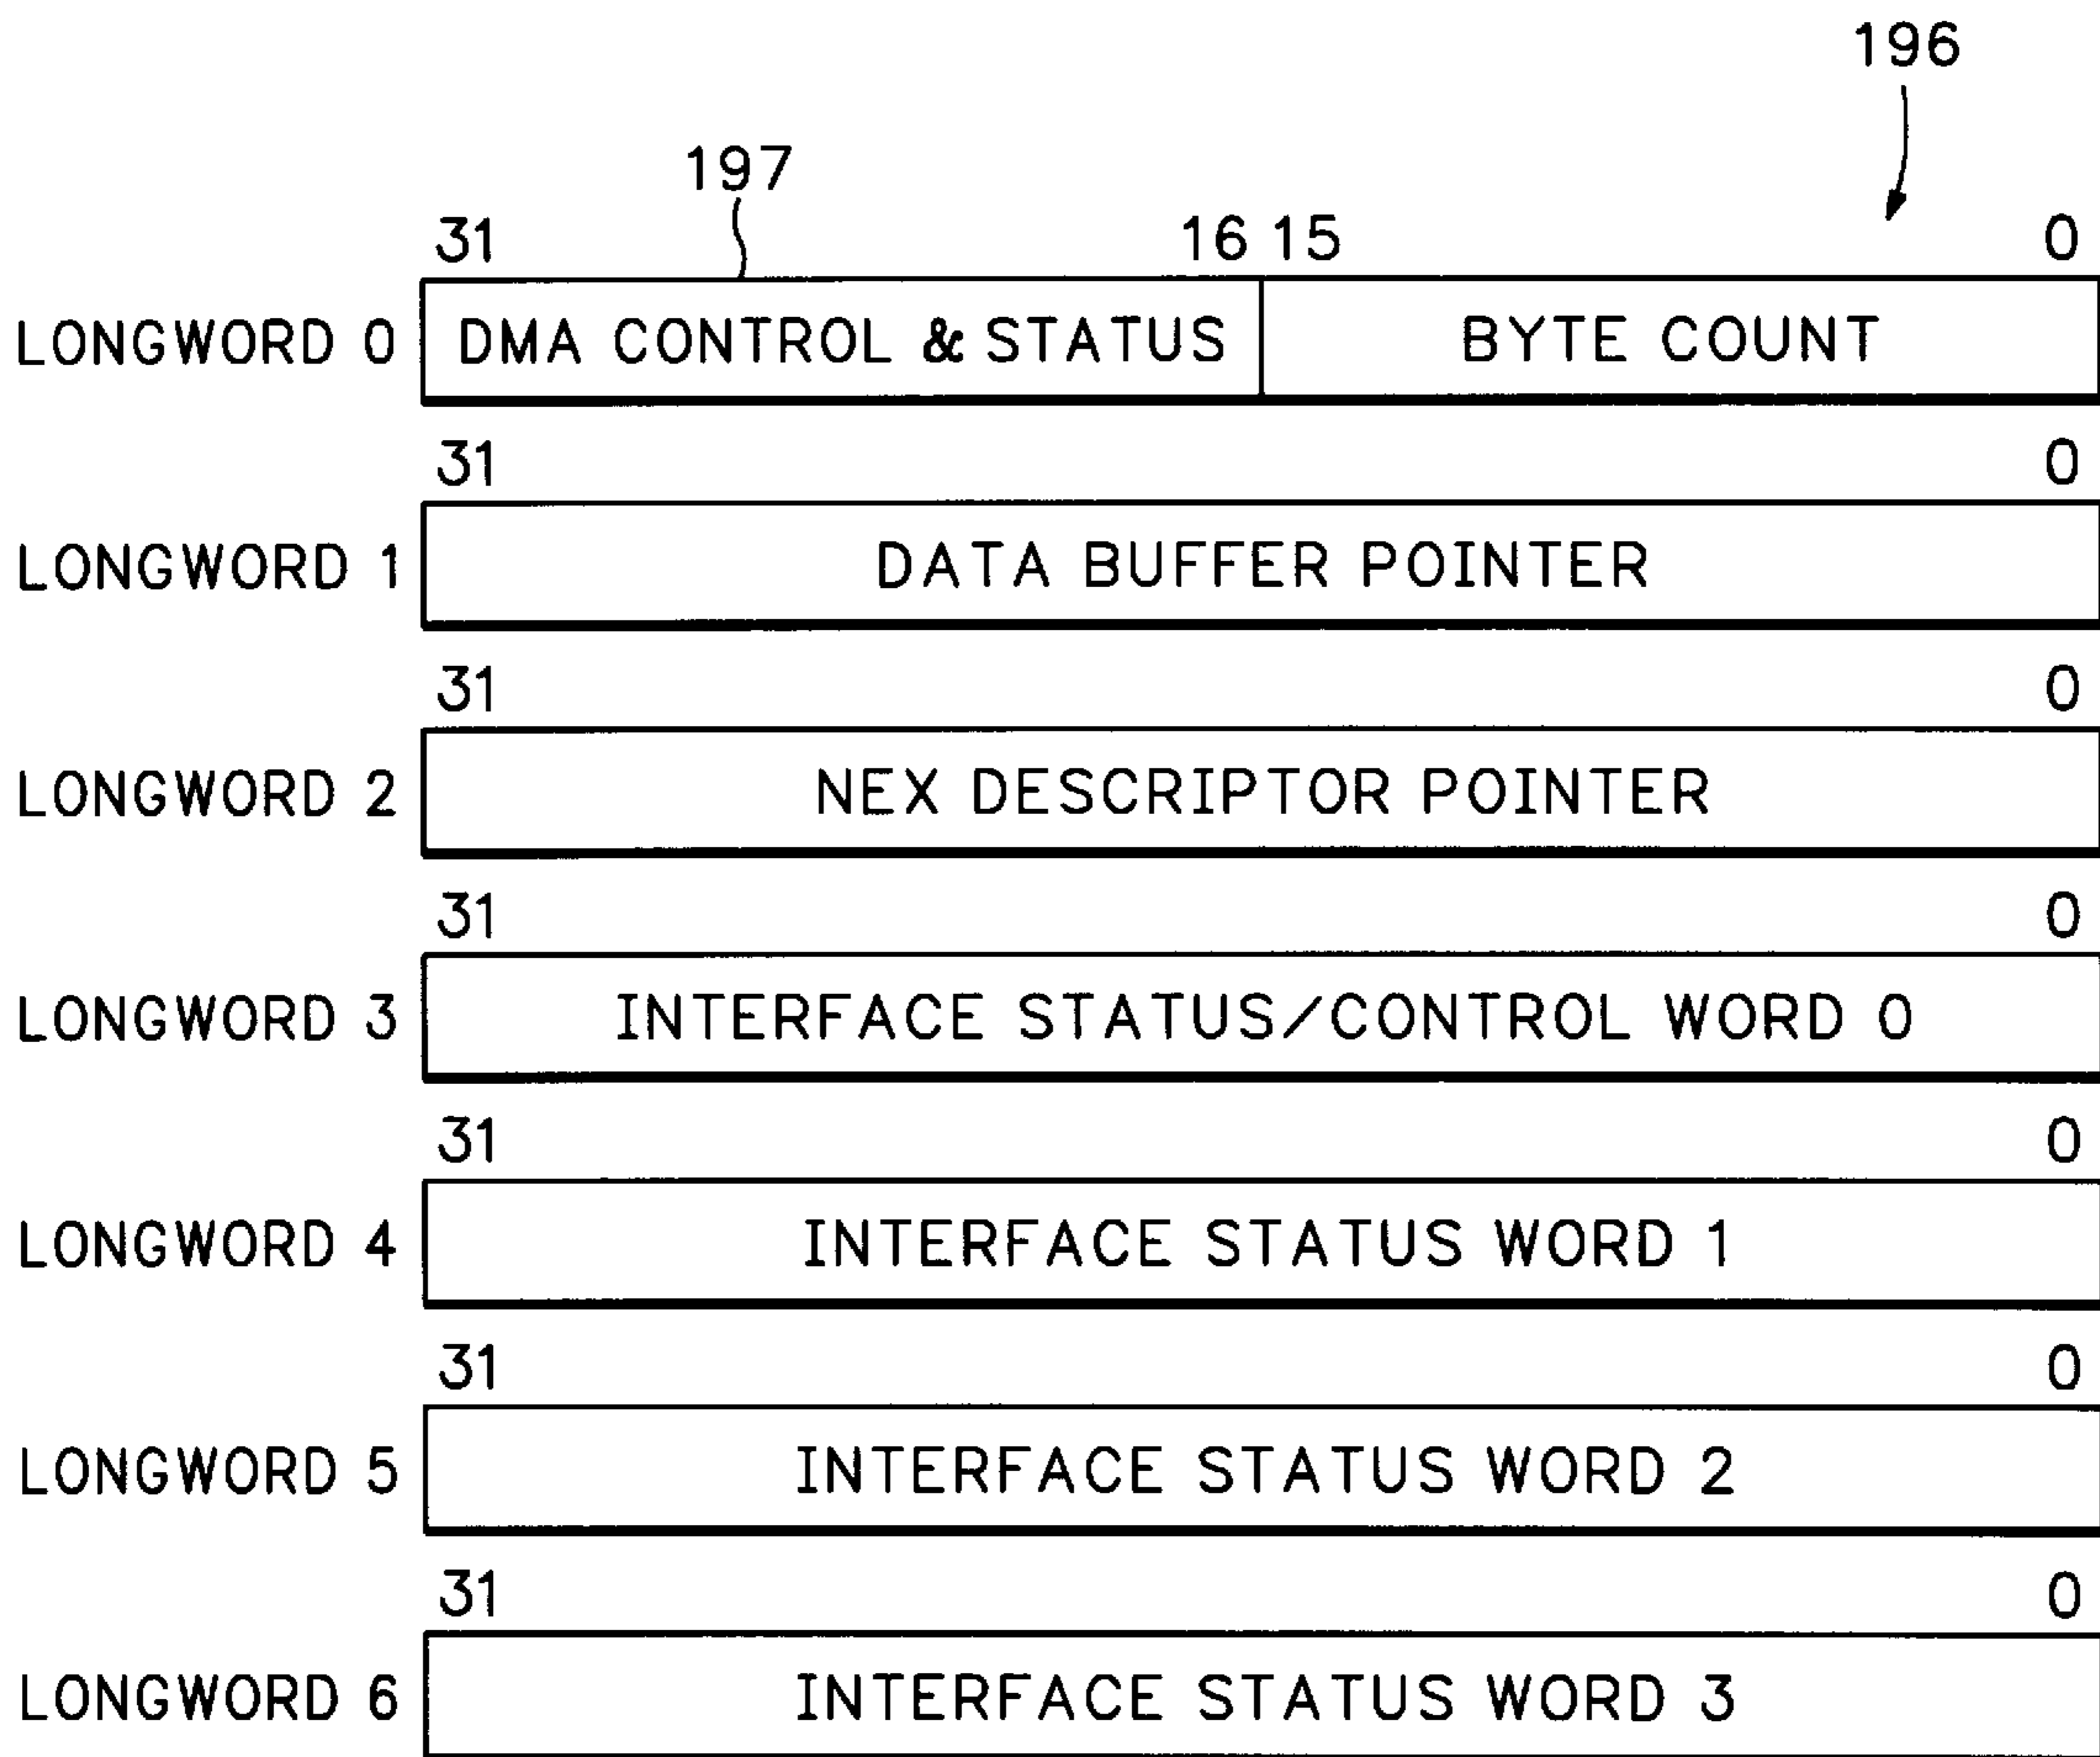 196
197
31 16 15 0
LONGWORD 0 DMA CONTROL & STATUS BYTE COUNT
31 0
LONGWORD 1 DATA BUFFER POINTER
31 0
LONGWORD 2 NEX DESCRIPTOR POINTER
31 0
LONGWORD 3 INTERFACE STATUS/CONTROL WORD 0
31 0
LONGWORD 4 INTERFACE STATUS WORD 1
31 0
LONGWORD 5 INTERFACE STATUS WORD 2
31 0
LONGWORD 6 INTERFACE STATUS WORD 3